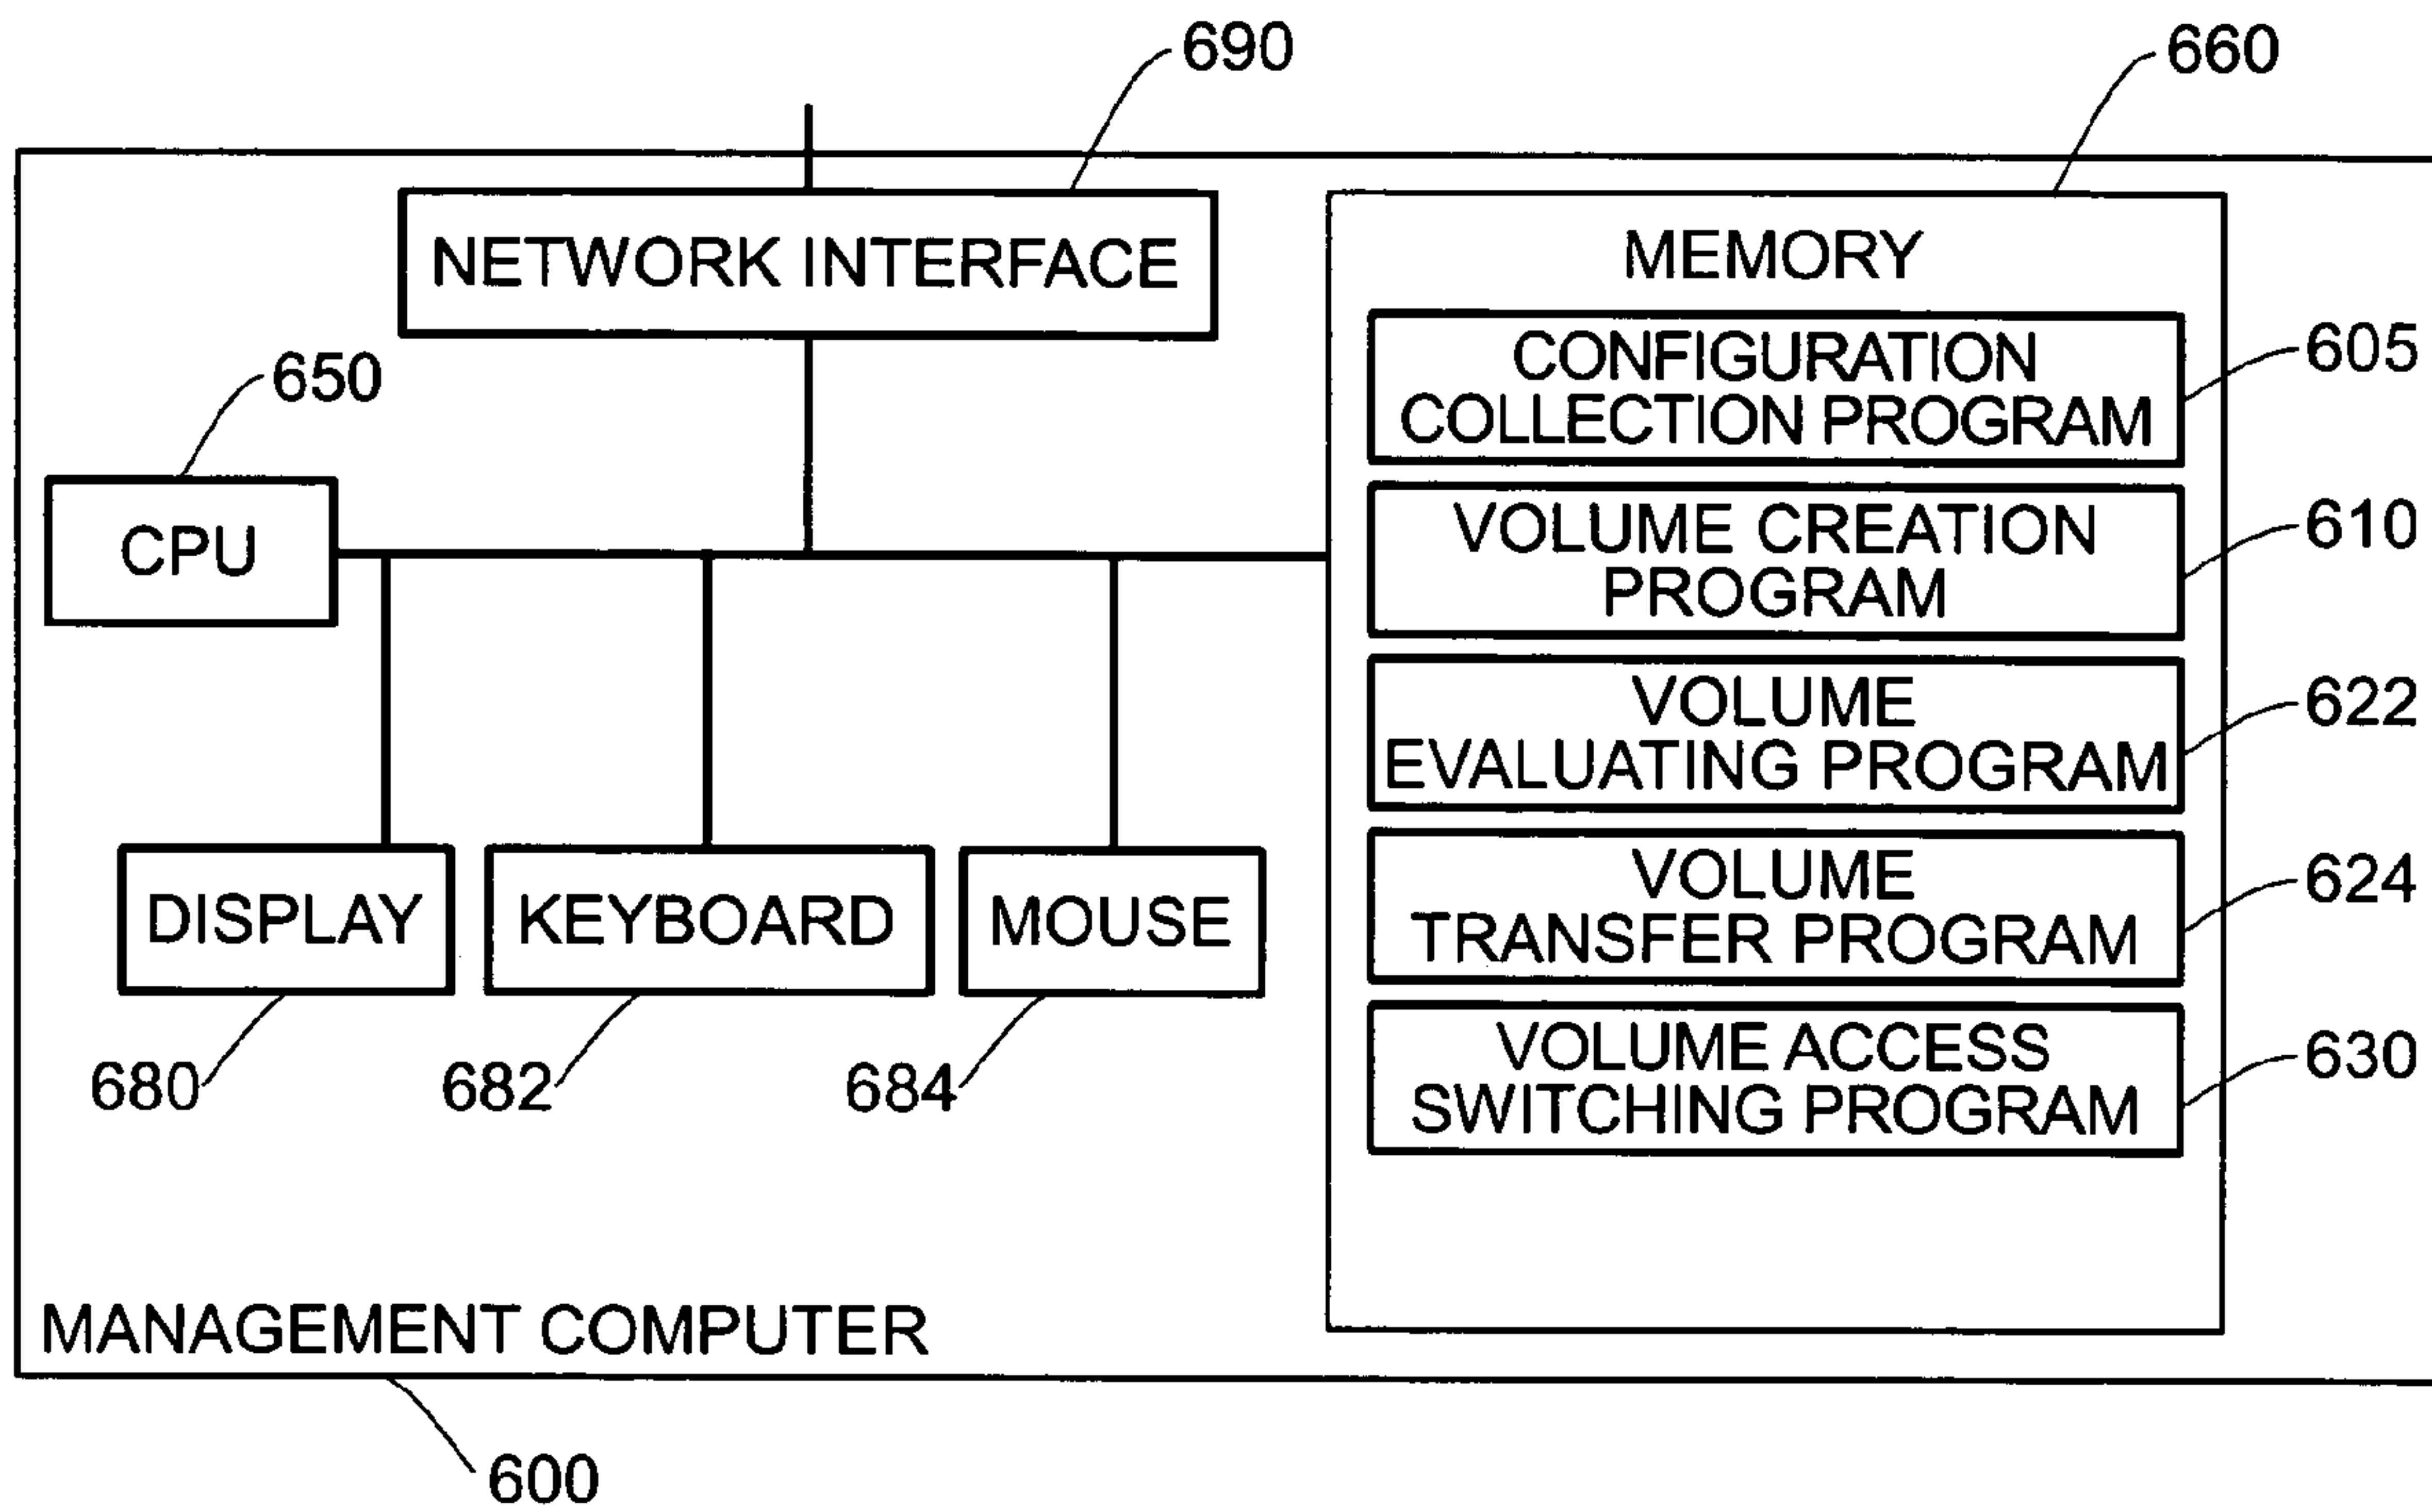 690
660
NETWORK INTERFACE
MEMORY
CONFIGURATION
COLLECTION PROGRAM
605
650
CPU
VOLUME CREATION
PROGRAM
610
VOLUME
EVALUATING PROGRAM
622
DISPLAY
KEYBOARD
MOUSE
VOLUME
TRANSFER PROGRAM
624
680
682
684
VOLUME ACCESS
SWITCHING PROGRAM
630
MANAGEMENT COMPUTER
600